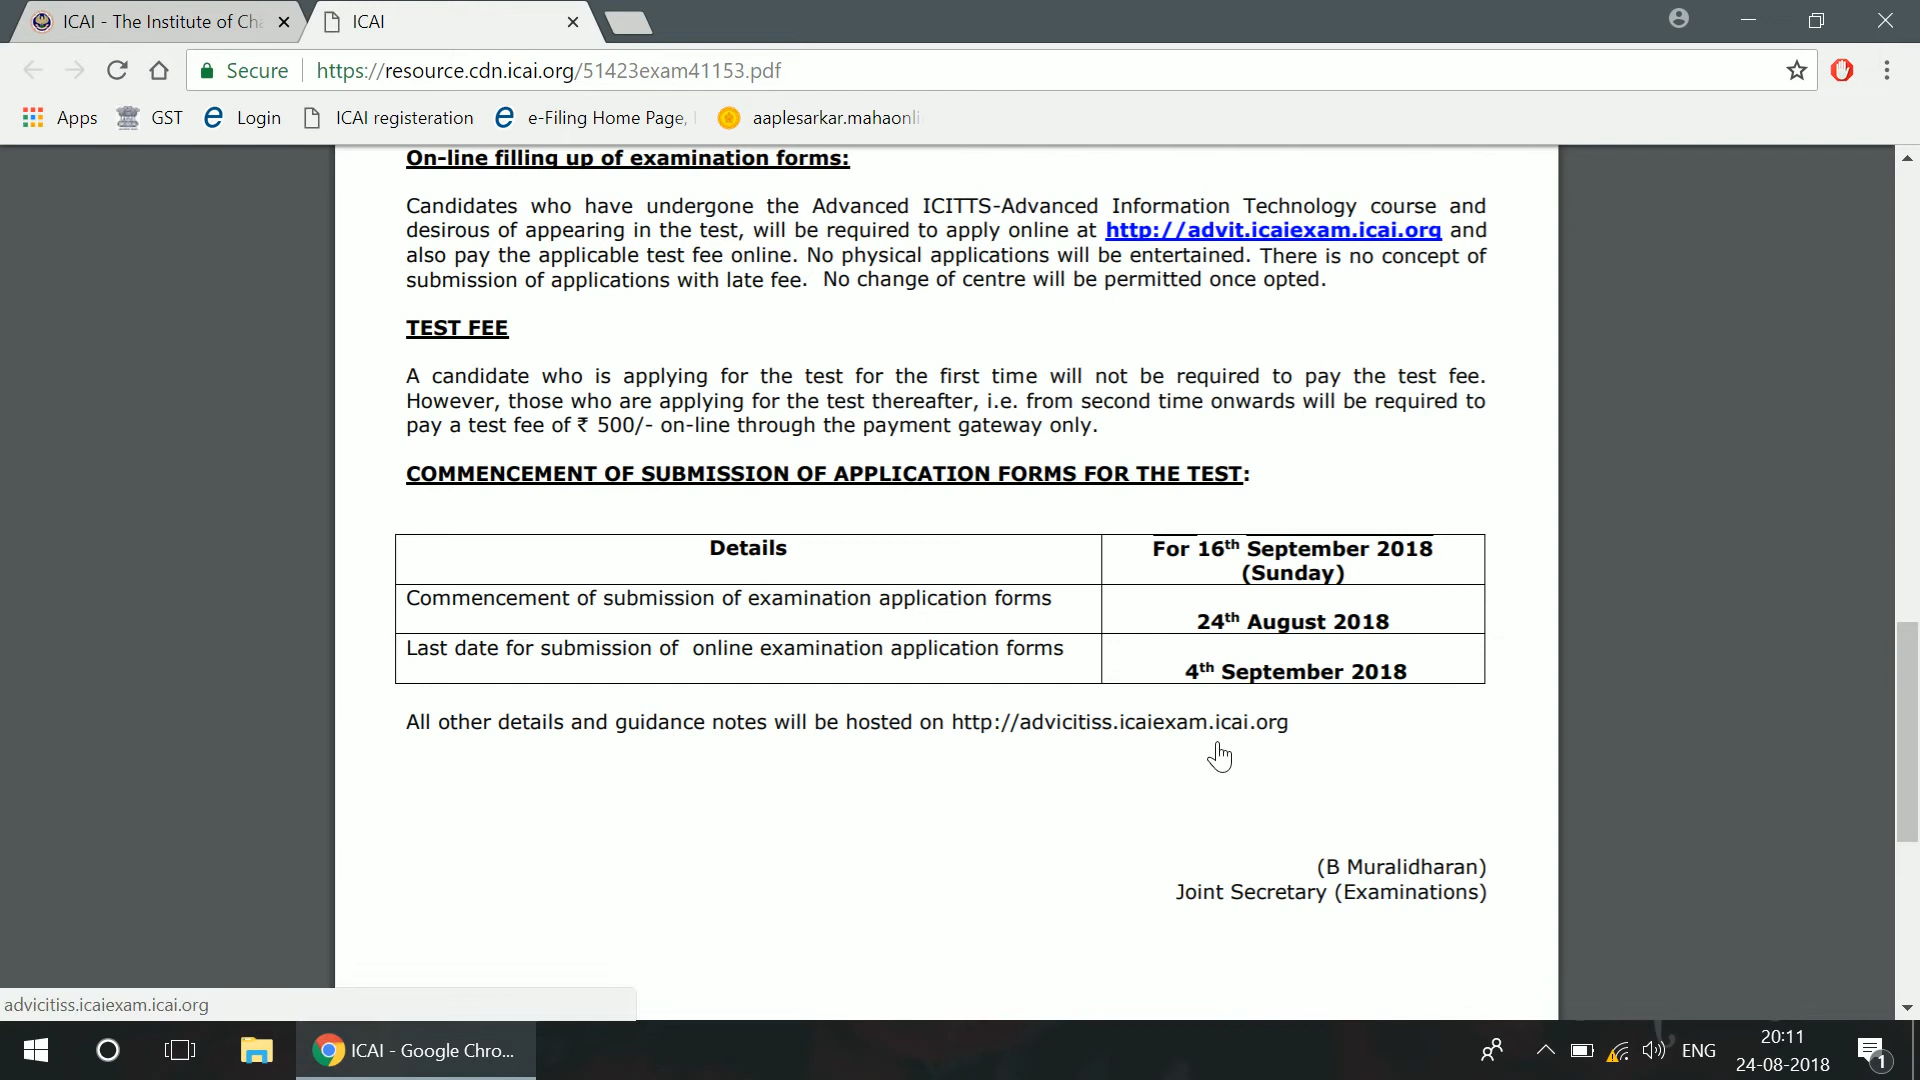 ICAI - The Institute of Cha
ICAI
Secure
https://resource.cdn.icai.org/51423exam41153.pdf
Apps
GST
Login
ICAI registeration
e-Filing Home Page,
aaplesarkar.mahaonli
On-line filling up of examination forms:
Candidates who have undergone the Advanced ICITTS-Advanced Information Technology course and
desirous of appearing in the test, will be required to apply online at http://advit.icaiexam.icai.org and
also pay the applicable test fee online. No physical applications will be entertained. There is no concept of
submission of applications with late fee. No change of centre will be permitted once opted.
TEST FEE
A candidate who is applying for the test for the first time will not be required to pay the test fee.
However, those who are applying for the test thereafter, i.e. from second time onwards will be required to
pay a test fee of ₹ 500/- on-line through the payment gateway only.
COMMENCEMENT OF SUBMISSION OF APPLICATION FORMS FOR THE TEST:
Details
For 16th September 2018
(Sunday)
Commencement of submission of examination application forms
24th August 2018
Last date for submission of online examination application forms
4th September 2018
All other details and guidance notes will be hosted on http://advicitiss.icaiexam.icai.org
(B Muralidharan)
Joint Secretary (Examinations)
advicitiss.icaiexam.icai.org
ICAI - Google Chro...
ENG
20:11
24-08-2018
1